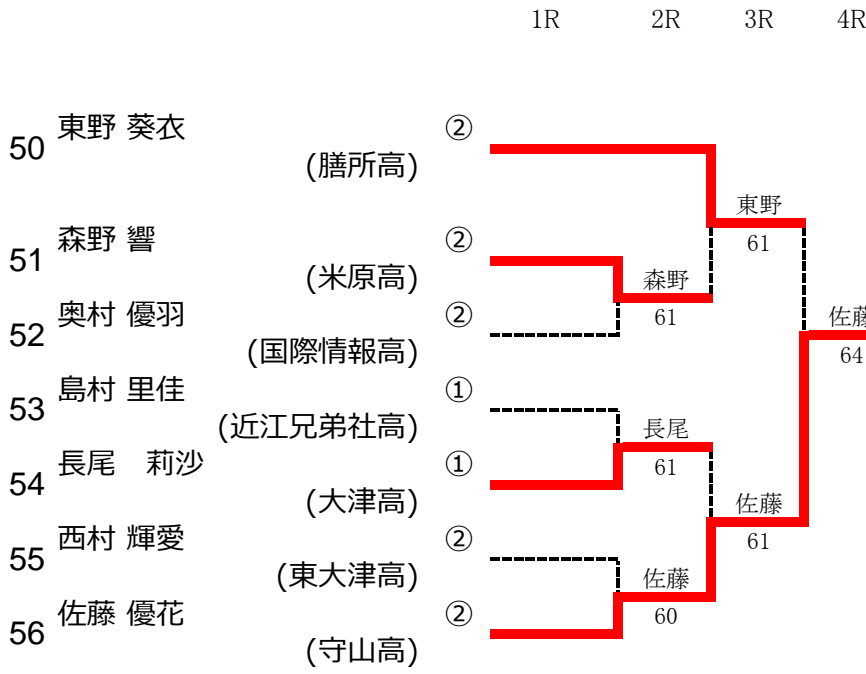 1R 2R 3R 4R
50 東野 葵衣 ②
(膳所高)
東野
61
51 森野 響 ②
(米原高)
森野
61
52 奥村 優羽 ②
(国際情報高)
佐藤
64
53 島村 里佳 ①
(近江兄弟社高)
長尾
61
54 長尾　莉沙 ①
(大津高)
佐藤
61
55 西村 輝愛 ②
(東大津高)
佐藤
60
56 佐藤 優花 ②
(守山高)